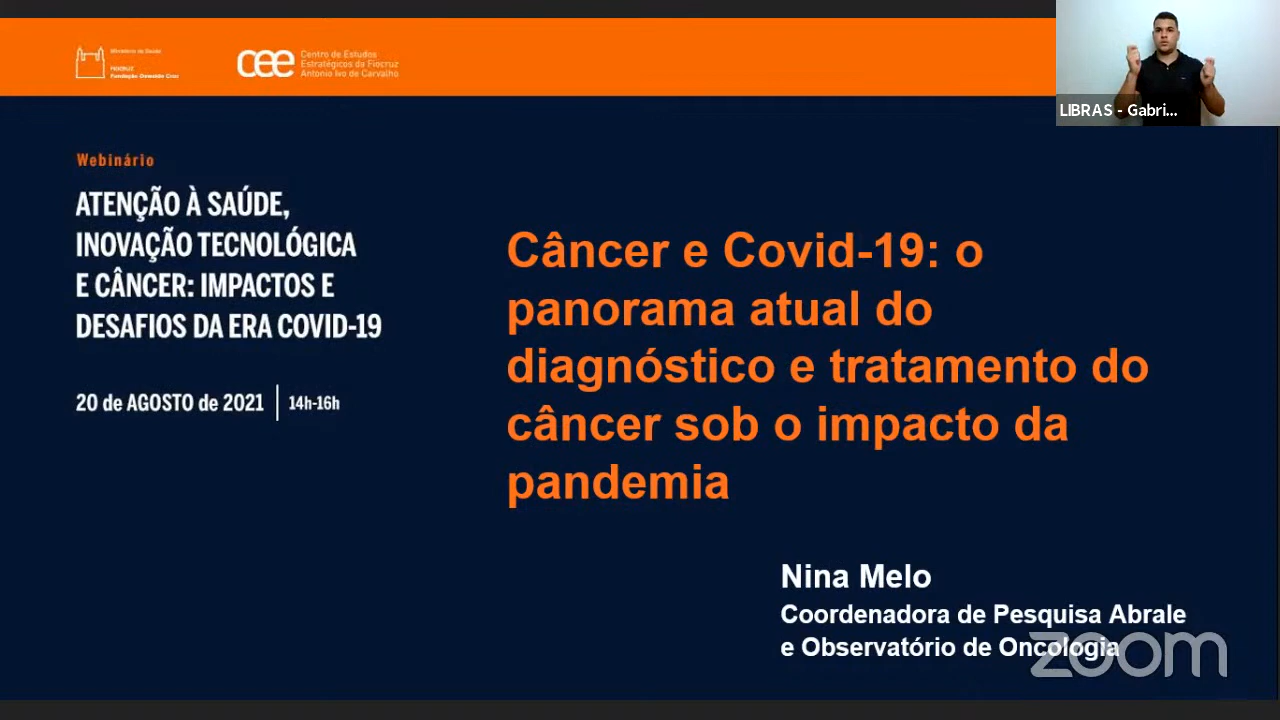 Ministério da Saúde
FIOCRUZ
Fundação Oswaldo Cruz
cee
Centro de Estudos
Estratégicos da Fiocruz
Antonio Ivo de Carvalho
LIBRAS - Gabri...
Webinário
ATENÇÃO À SAÚDE,
INOVAÇÃO TECNOLÓGICA
E CÂNCER: IMPACTOS E
DESAFIOS DA ERA COVID-19
20 de AGOSTO de 2021 | 14h-16h
Câncer e Covid-19: o
panorama atual do
diagnóstico e tratamento do
câncer sob o impacto da
pandemia
Nina Melo
Coordenadora de Pesquisa Abrale
e Observatório de Oncologia
zoom